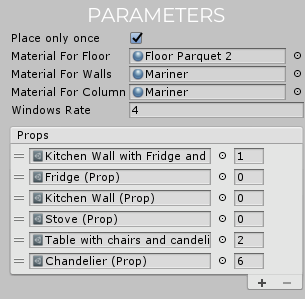 PARAMETERS
Place only once
Material For Floor Floor Parquet 2
Material For Walls Mariner
Material For Column Mariner
Windows Rate 4
Props
Kitchen Wall with Fridge and 1
Fridge (Prop) 0
Kitchen Wall (Prop) 0
Stove (Prop) 0
Table with chairs and candeli 2
Chandelier (Prop) 6
+ −